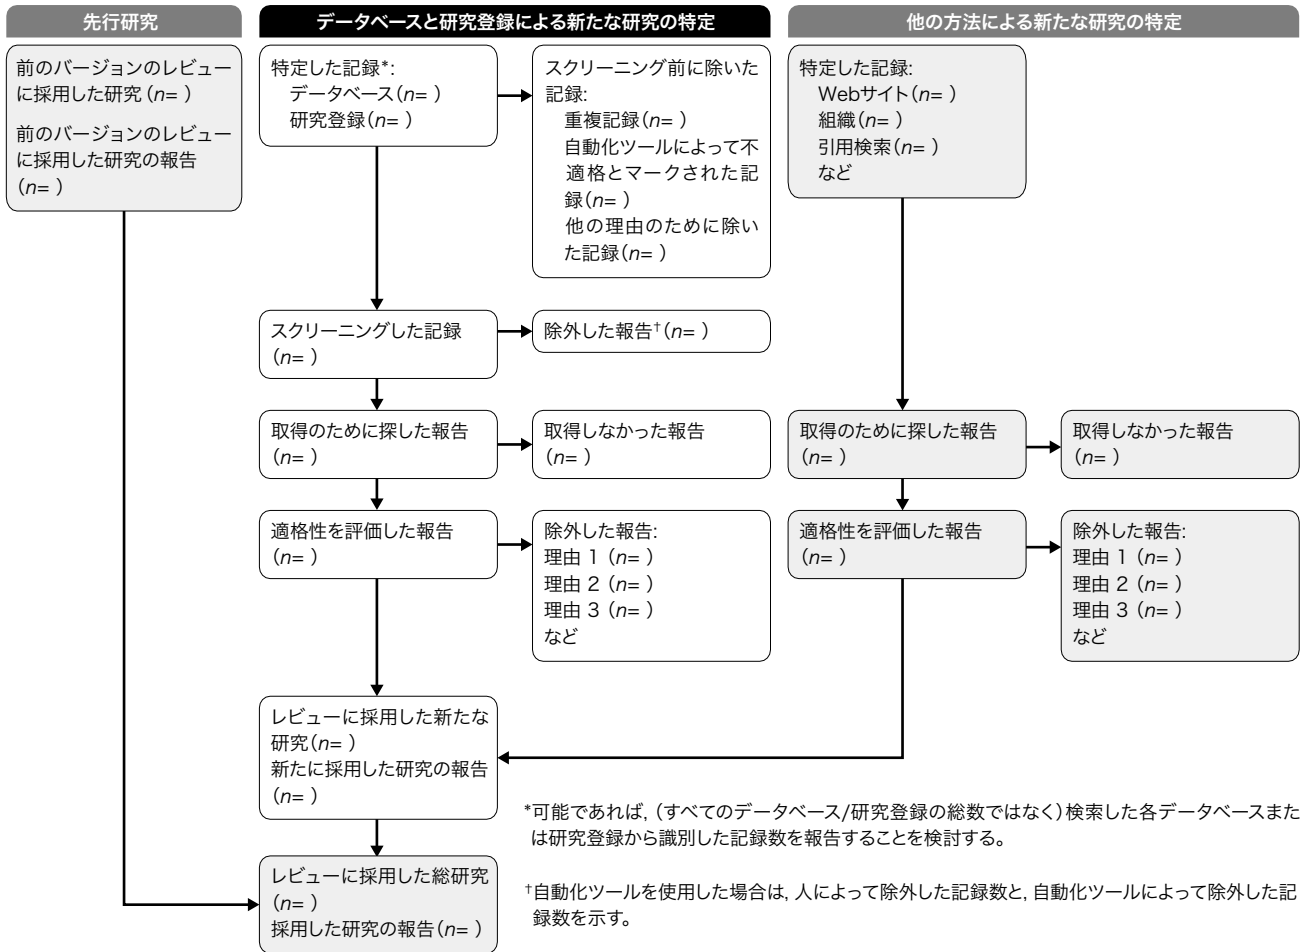 先行研究
前のバージョンのレビュー
に採用した研究（n= ）
前のバージョンのレビュー
に採用した研究の報告
（n= ）
データベースと研究登録による新たな研究の特定
特定した記録*:
データベース（n= ）
研究登録（n= ）
スクリーニング前に除いた
記録:
重複記録（n= ）
自動化ツールによって不
適格とマークされた記
録（n= ）
他の理由のために除い
た記録（n= ）
スクリーニングした記録
（n= ）
除外した報告†（n= ）
取得のために探した報告
（n= ）
取得しなかった報告
（n= ）
適格性を評価した報告
（n= ）
除外した報告:
理由 1（n= ）
理由 2（n= ）
理由 3（n= ）
など
他の方法による新たな研究の特定
特定した記録:
Webサイト（n= ）
組織（n= ）
引用検索（n= ）
など
取得のために探した報告
（n= ）
取得しなかった報告
（n= ）
適格性を評価した報告
（n= ）
除外した報告:
理由 1（n= ）
理由 2（n= ）
理由 3（n= ）
など
レビューに採用した新たな
研究（n= ）
新たに採用した研究の報告
（n= ）
レビューに採用した総研究
（n= ）
採用した研究の報告（n= ）
*可能であれば，（すべてのデータベース/研究登録の総数ではなく）検索した各データベースまた
は研究登録から識別した記録数を報告することを検討する。
†自動化ツールを使用した場合は，人によって除外した記録数と，自動化ツールによって除外した記
録数を示す。